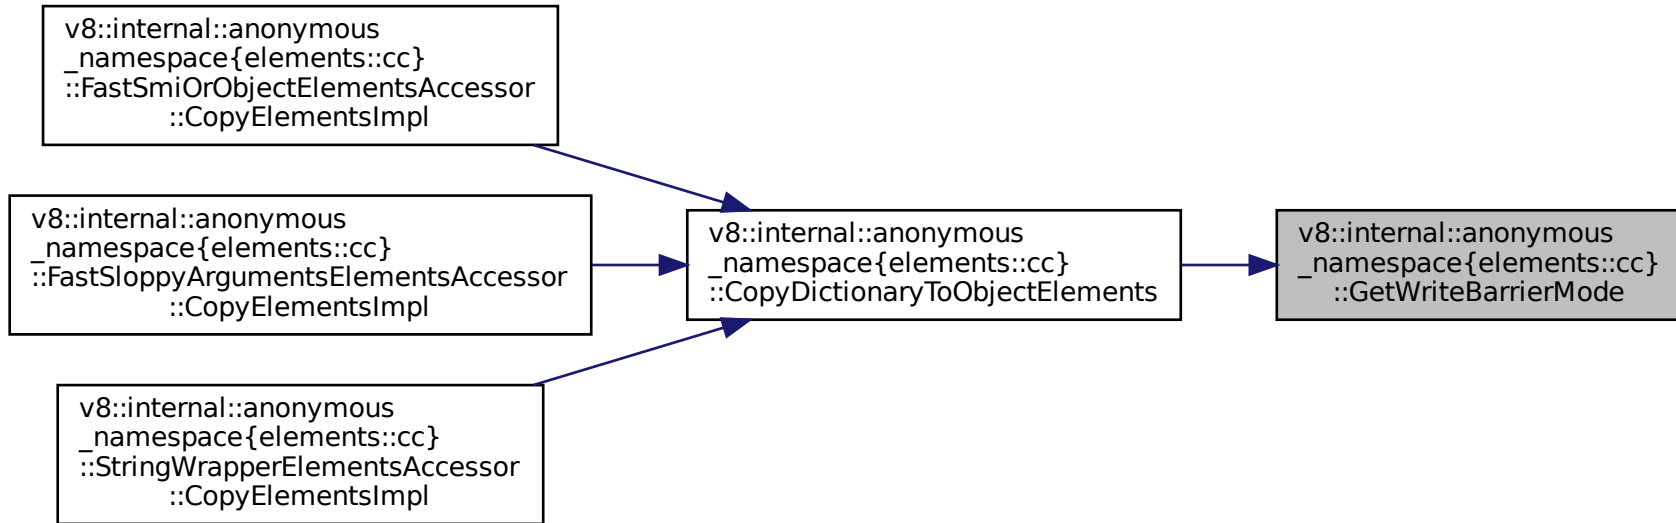 v8::internal::anonymous
_namespace{elements::cc}
::FastSmiOrObjectElementsAccessor
::CopyElementsImpl
v8::internal::anonymous
_namespace{elements::cc}
::FastSloppyArgumentsElementsAccessor
::CopyElementsImpl
v8::internal::anonymous
_namespace{elements::cc}
::StringWrapperElementsAccessor
::CopyElementsImpl
v8::internal::anonymous
_namespace{elements::cc}
::CopyDictionaryToObjectElements
v8::internal::anonymous
_namespace{elements::cc}
::GetWriteBarrierMode